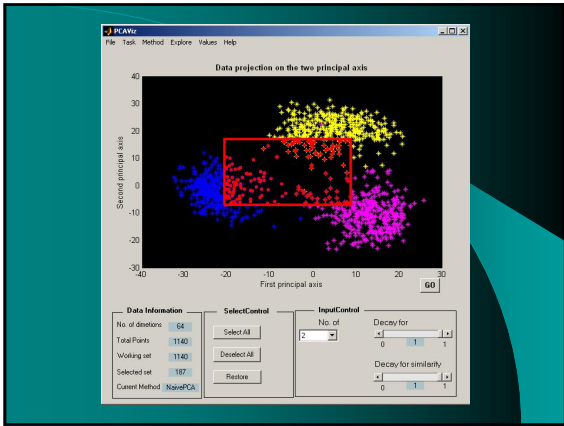 PCAViz
File Task Method Explore Values Help
Data projection on the two principal axis
40
30
20
10
0
-10
-20
-30
Second principal axis
-40 -30 -20 -10 0 10 20 30
First principal axis
GO
Data Information
No. of dimetions 64
Total Points 1140
Working set 1140
Selected set 187
Current Method NaivePCA
SelectControl
Select All
Deselect All
Restore
InputControl
No. of
2
Decay for
0 1 1
Decay for similarity
0 1 1